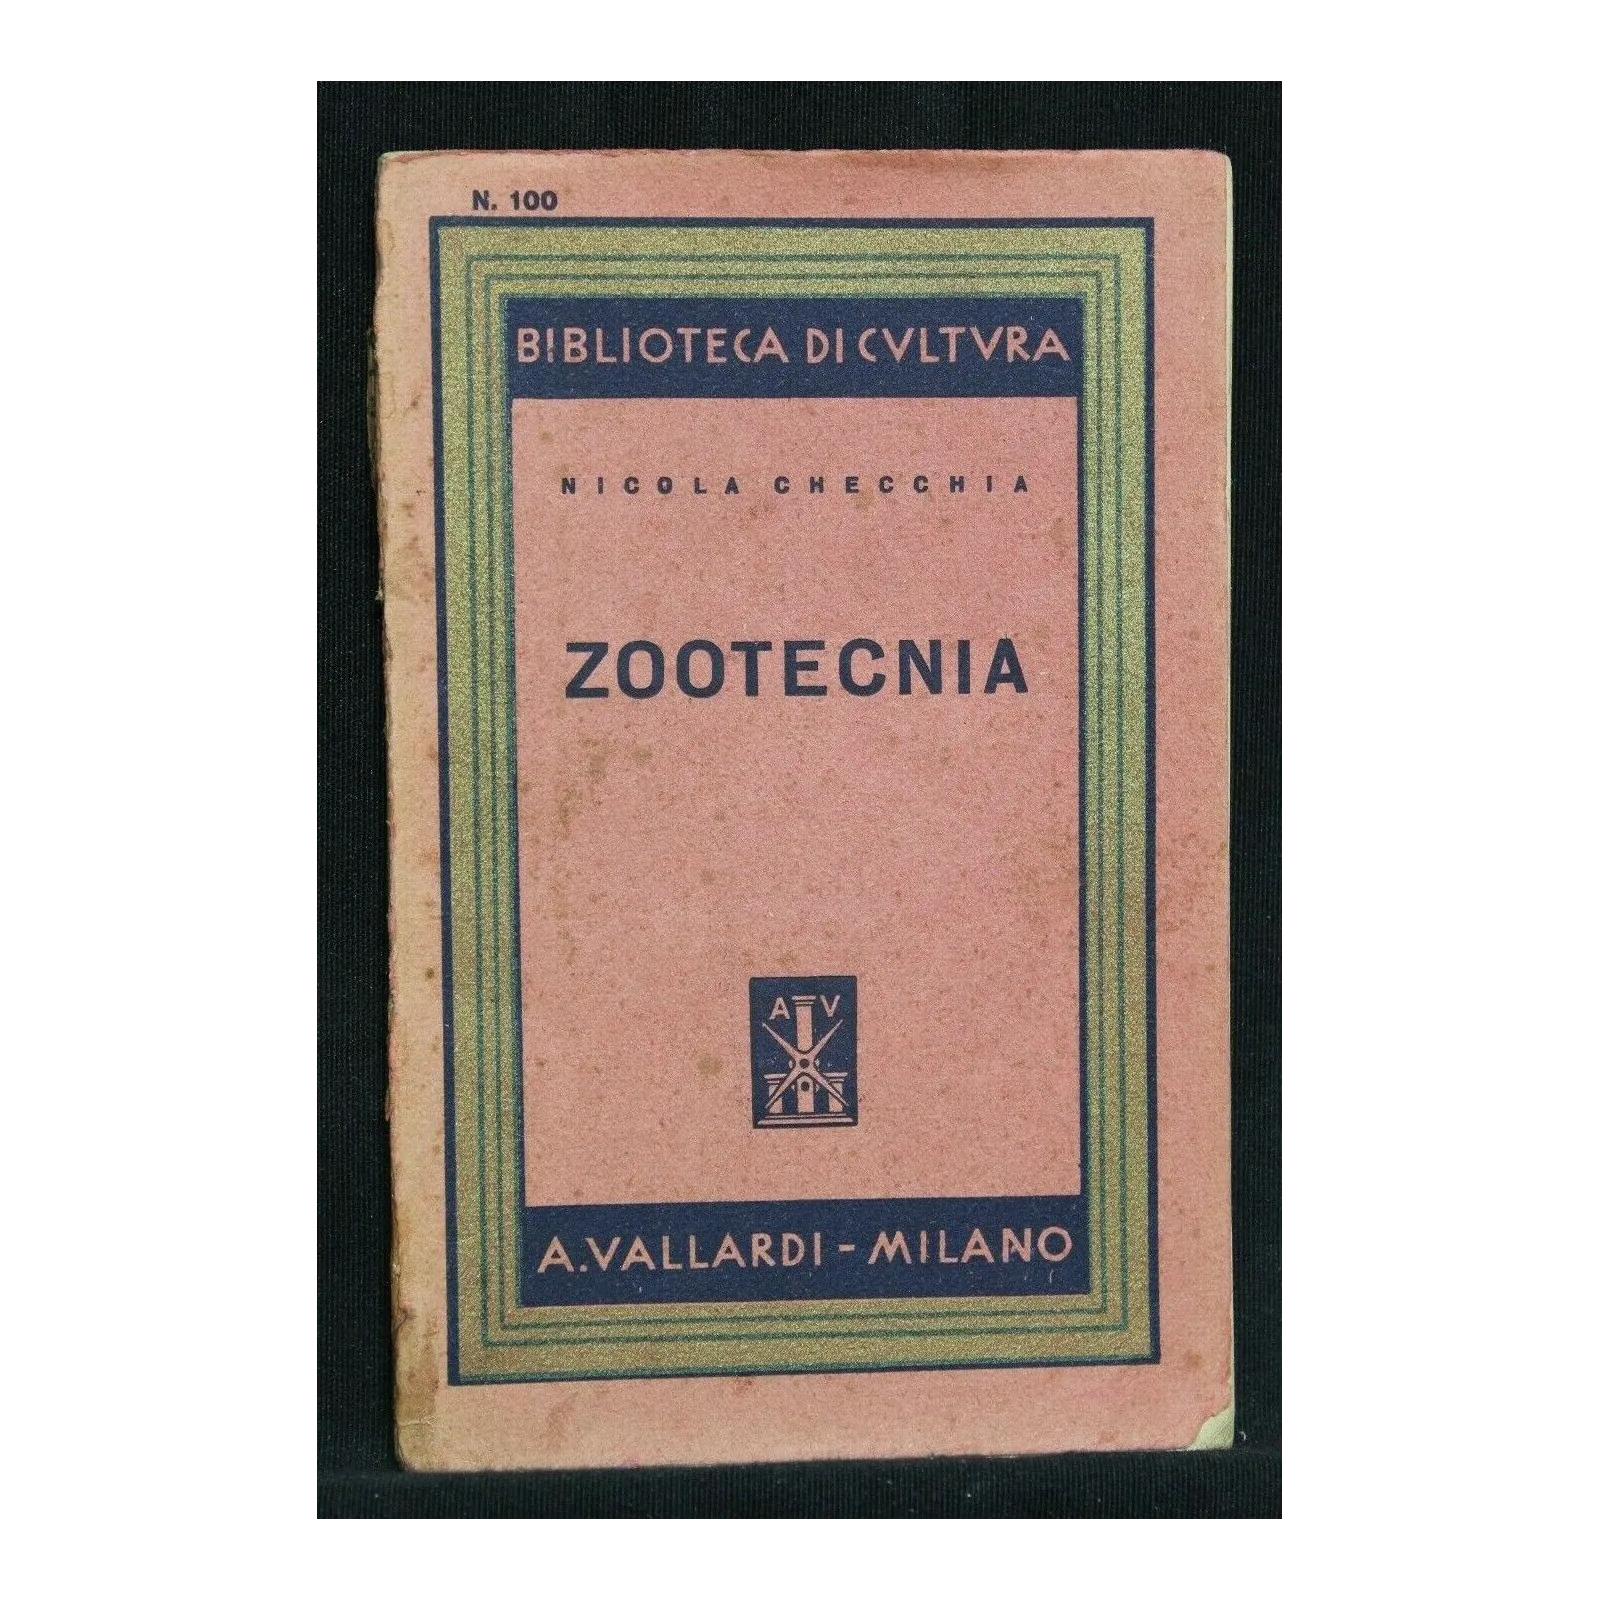 N. 100
BIBLIOTECA DI CVLTVRA
NICOLA CHECCHIA
ZOOTECNIA
A V
A. VALLARDI - MILANO